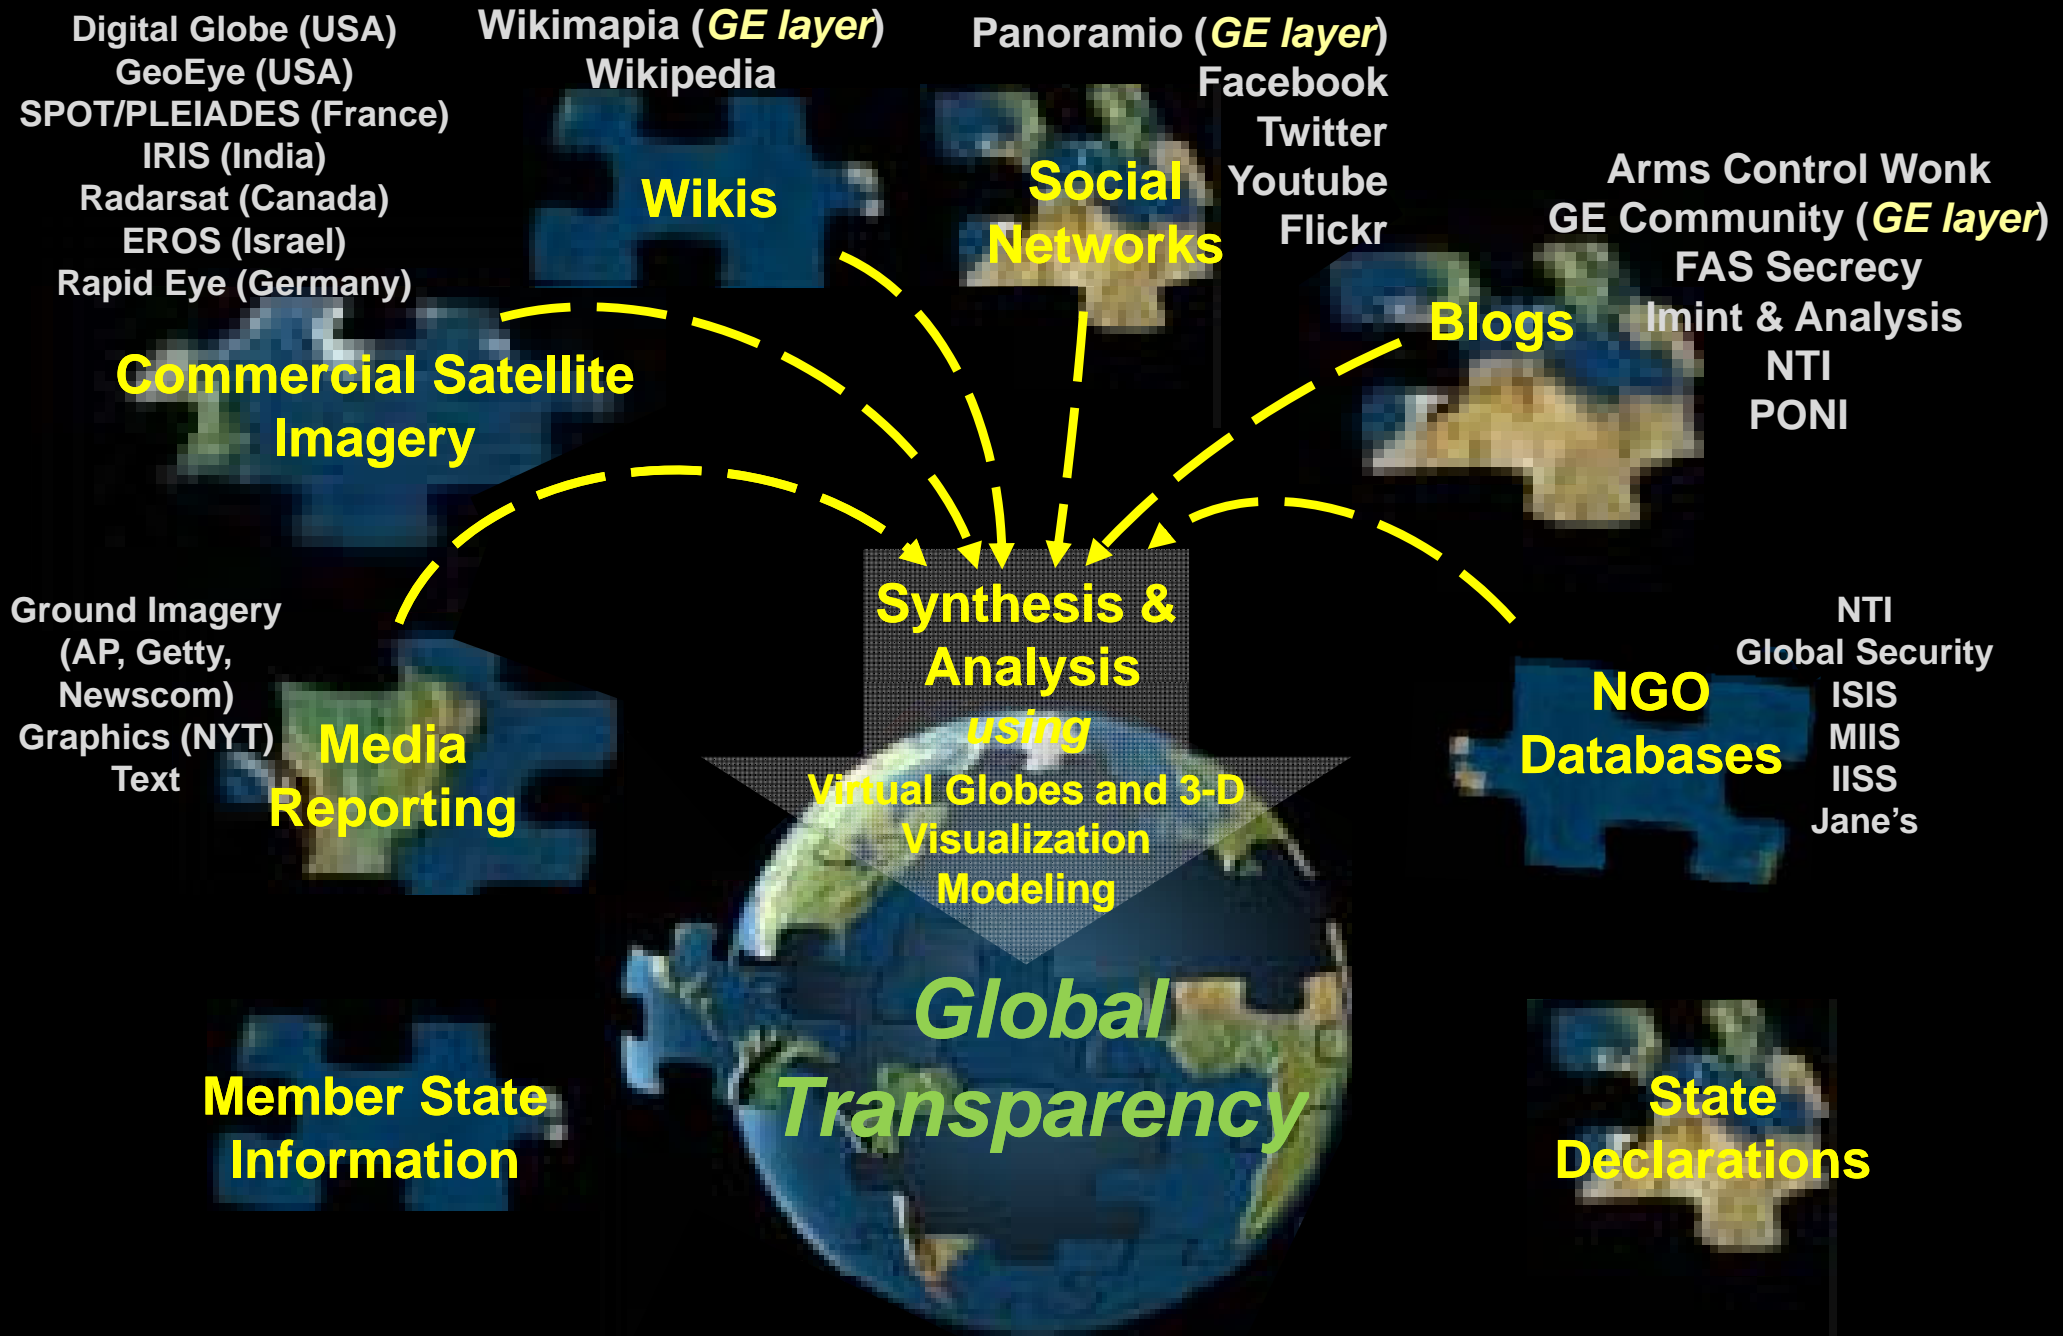 Digital Globe (USA)
GeoEye (USA)
SPOT/PLEIADES (France)
IRIS (India)
Radarsat (Canada)
EROS (Israel)
Rapid Eye (Germany)
Commercial Satellite
Imagery
Wikimapia (GE layer)
Wikipedia
Wikis
Panoramio (GE layer)
Facebook
Twitter
Youtube
Flickr
Social
Networks
Arms Control Wonk
GE Community (GE layer)
FAS Secrecy
Imint & Analysis
NTI
PONI
Blogs
Ground Imagery
(AP, Getty,
Newscom)
Graphics (NYT)
Text
Media
Reporting
Synthesis &
Analysis
using
Virtual Globes and 3-D
Visualization
Modeling
NTI
Global Security
ISIS
MIIS
IISS
Jane’s
NGO
Databases
Global
Transparency
Member State
Information
State
Declarations